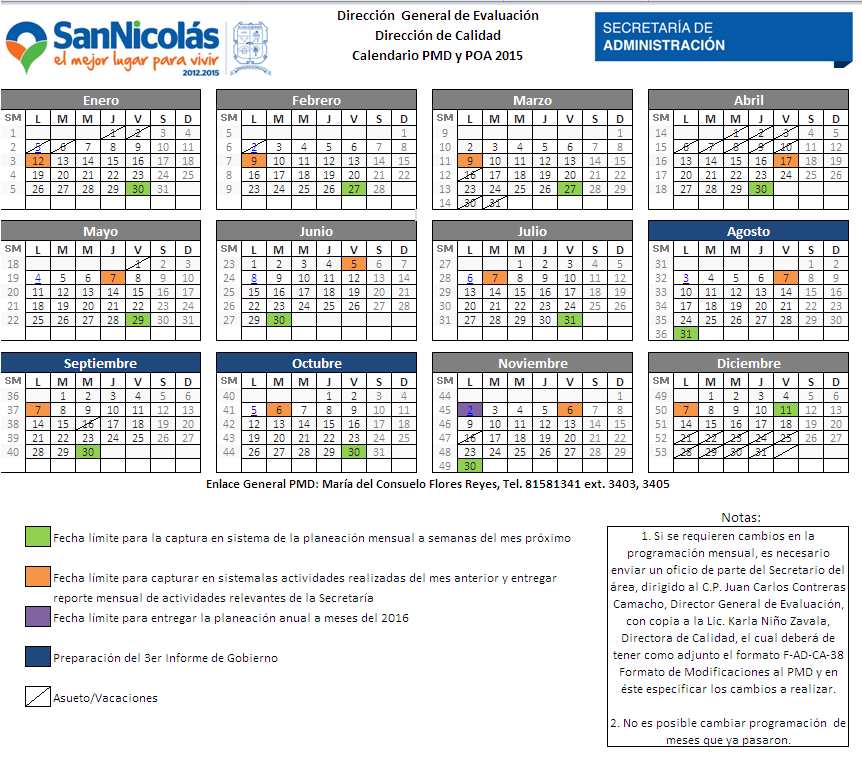 SanNicolás
el mejor lugar para vivir
2012.2015
Dirección General de Evaluación
Dirección de Calidad
Calendario PMD y POA 2015
SECRETARÍA DE
ADMINISTRACIÓN
Enero
SM L M M J V S D
1 1 2 3 4
2 5 6 7 8 9 10 11
3 12 13 14 15 16 17 18
4 19 20 21 22 23 24 25
5 26 27 28 29 30 31
Febrero
SM L M M J V S D
5 1
6 2 3 4 5 6 7 8
7 9 10 11 12 13 14 15
8 16 17 18 19 20 21 22
9 23 24 25 26 27 28
Marzo
SM L M M J V S D
9 1
10 2 3 4 5 6 7 8
11 9 10 11 12 13 14 15
12 16 17 18 19 20 21 22
13 23 24 25 26 27 28 29
14 30 31
Abril
SM L M M J V S D
14 1 2 3 4 5
15 6 7 8 9 10 11 12
16 13 14 15 16 17 18 19
17 20 21 22 23 24 25 26
18 27 28 29 30
Mayo
SM L M M J V S D
18 1 2 3
19 4 5 6 7 8 9 10
20 11 12 13 14 15 16 17
21 18 19 20 21 22 23 24
22 25 26 27 28 29 30 31
Junio
SM L M M J V S D
23 1 2 3 4 5 6 7
24 8 9 10 11 12 13 14
25 15 16 17 18 19 20 21
26 22 23 24 25 26 27 28
27 29 30
Julio
SM L M M J V S D
27 1 2 3 4 5
28 6 7 8 9 10 11 12
29 13 14 15 16 17 18 19
30 20 21 22 23 24 25 26
31 27 28 29 30 31
Agosto
SM L M M J V S D
31 1 2
32 3 4 5 6 7 8 9
33 10 11 12 13 14 15 16
34 17 18 19 20 21 22 23
35 24 25 26 27 28 29 30
36 31
Septiembre
SM L M M J V S D
36 1 2 3 4 5 6
37 7 8 9 10 11 12 13
38 14 15 16 17 18 19 20
39 21 22 23 24 25 26 27
40 28 29 30
Octubre
SM L M M J V S D
40 1 2 3 4
41 5 6 7 8 9 10 11
42 12 13 14 15 16 17 18
43 19 20 21 22 23 24 25
44 26 27 28 29 30 31
Noviembre
SM L M M J V S D
44 1
45 2 3 4 5 6 7 8
46 9 10 11 12 13 14 15
47 16 17 18 19 20 21 22
48 23 24 25 26 27 28 29
49 30
Diciembre
SM L M M J V S D
49 1 2 3 4 5 6
50 7 8 9 10 11 12 13
51 14 15 16 17 18 19 20
52 21 22 23 24 25 26 27
53 28 29 30 31
Enlace General PMD: María del Consuelo Flores Reyes, Tel. 81581341 ext. 3403, 3405
Fecha límite para la captura en sistema de la planeación mensual a semanas del mes próximo
Fecha límite para capturar en sistemalas actividades realizadas del mes anterior y entregar
reporte mensual de actividades relevantes de la Secretaría
Fecha límite para entregar la planeación anual a meses del 2016
Preparación del 3er Informe de Gobierno
Asueto/Vacaciones
Notas:
1. Si se requieren cambios en la
programación mensual, es necesario
enviar un oficio de parte del Secretario del
área, dirigido al C.P. Juan Carlos Contreras
Camacho, Director General de Evaluación,
con copia a la Lic. Karla Niño Zavala,
Directora de Calidad, el cual deberá de
tener como adjunto el formato F-AD-CA-38
Formato de Modificaciones al PMD y en
éste especificar los cambios a realizar.
2. No es posible cambiar programación de
meses que ya pasaron.